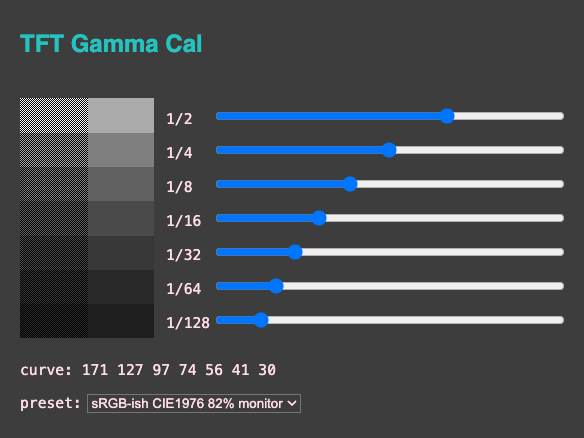 TFT Gamma Cal
1/2
1/4
1/8
1/16
1/32
1/64
1/128
curve: 171 127 97 74 56 41 30
preset: sRGB-ish CIE1976 82% monitor